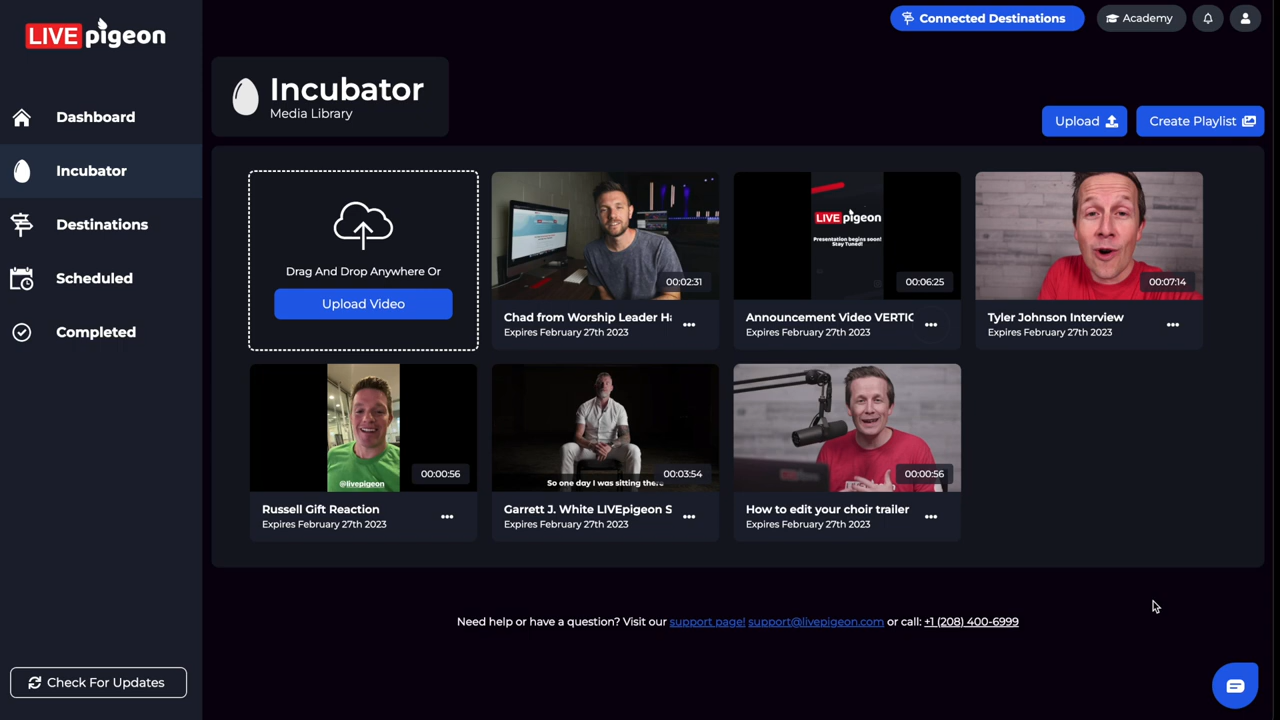 LIVE pigeon
Connected Destinations
Academy
Dashboard
Incubator
Destinations
Scheduled
Completed
Check For Updates
Incubator
Media Library
Upload
Create Playlist
Drag And Drop Anywhere Or
Upload Video
00:02:31
Chad from Worship Leader Ha
Expires February 27th 2023
LIVE pigeon
Presentation begins soon!
Stay Tuned!
00:06:25
Announcement Video VERTIC
Expires February 27th 2023
00:07:14
Tyler Johnson Interview
Expires February 27th 2023
@livepigeon
00:00:56
Russell Gift Reaction
Expires February 27th 2023
So one day I was sitting there
00:03:54
Garrett J. White LIVEpigeon S
Expires February 27th 2023
00:00:56
How to edit your choir trailer
Expires February 27th 2023
Need help or have a question? Visit our support page! support@livepigeon.com or call: +1 (208) 400-6999